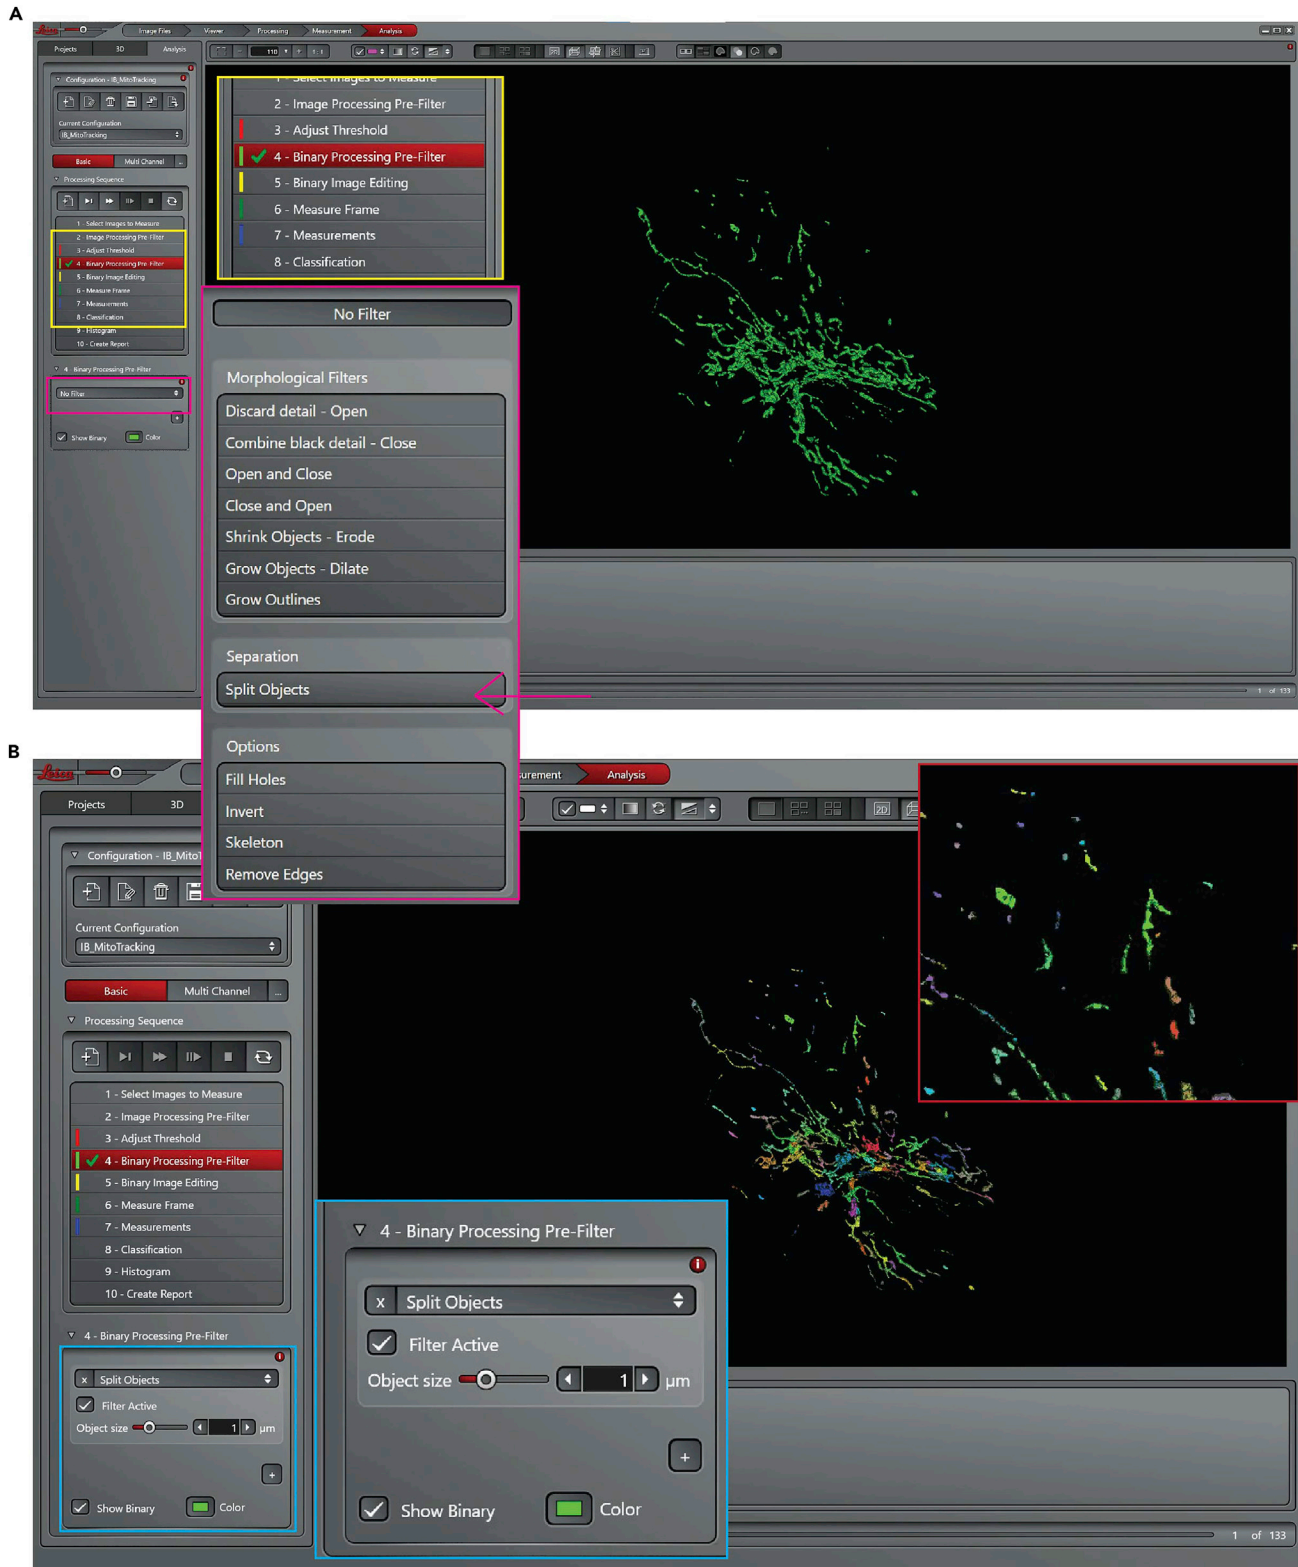 A
Leica
Image Files Viewer Processing Measurement Analysis
Projects 3D Analysis
110 1:1
Configuration - IB_MitoTracking
Current Configuration
IB_MitoTracking
Basic Multi Channel ...
Processing Sequence
1 - Select Images to Measure
2 - Image Processing Pre-Filter
3 - Adjust Threshold
4 - Binary Processing Pre-Filter
5 - Binary Image Editing
6 - Measure Frame
7 - Measurements
8 - Classification
9 - Histogram
10 - Create Report
4 - Binary Processing Pre-Filter
No Filter
+
Show Binary Color
1 - Select Images to Measure
2 - Image Processing Pre-Filter
3 - Adjust Threshold
4 - Binary Processing Pre-Filter
5 - Binary Image Editing
6 - Measure Frame
7 - Measurements
8 - Classification
No Filter
Morphological Filters
Discard detail - Open
Combine black detail - Close
Open and Close
Close and Open
Shrink Objects - Erode
Grow Objects - Dilate
Grow Outlines
Separation
Split Objects
Options
Fill Holes
Invert
Skeleton
Remove Edges
1 of 133
B
Leica
urement Analysis
Projects 3D
2D
Configuration - IB_MitoT
Current Configuration
IB_MitoTracking
Basic Multi Channel ...
Processing Sequence
1 - Select Images to Measure
2 - Image Processing Pre-Filter
3 - Adjust Threshold
4 - Binary Processing Pre-Filter
5 - Binary Image Editing
6 - Measure Frame
7 - Measurements
8 - Classification
9 - Histogram
10 - Create Report
4 - Binary Processing Pre-Filter
x Split Objects
Filter Active
Object size 1 µm
+
Show Binary Color
4 - Binary Processing Pre-Filter
x Split Objects
Filter Active
Object size 1 µm
+
Show Binary Color
1 of 133